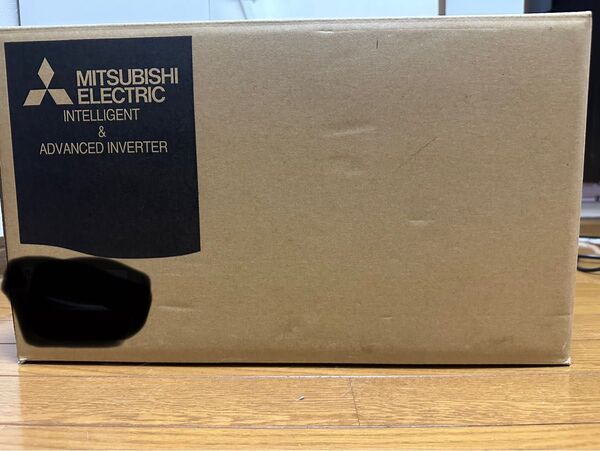 MITSUBISHI
ELECTRIC
INTELLIGENT
&
ADVANCED INVERTER